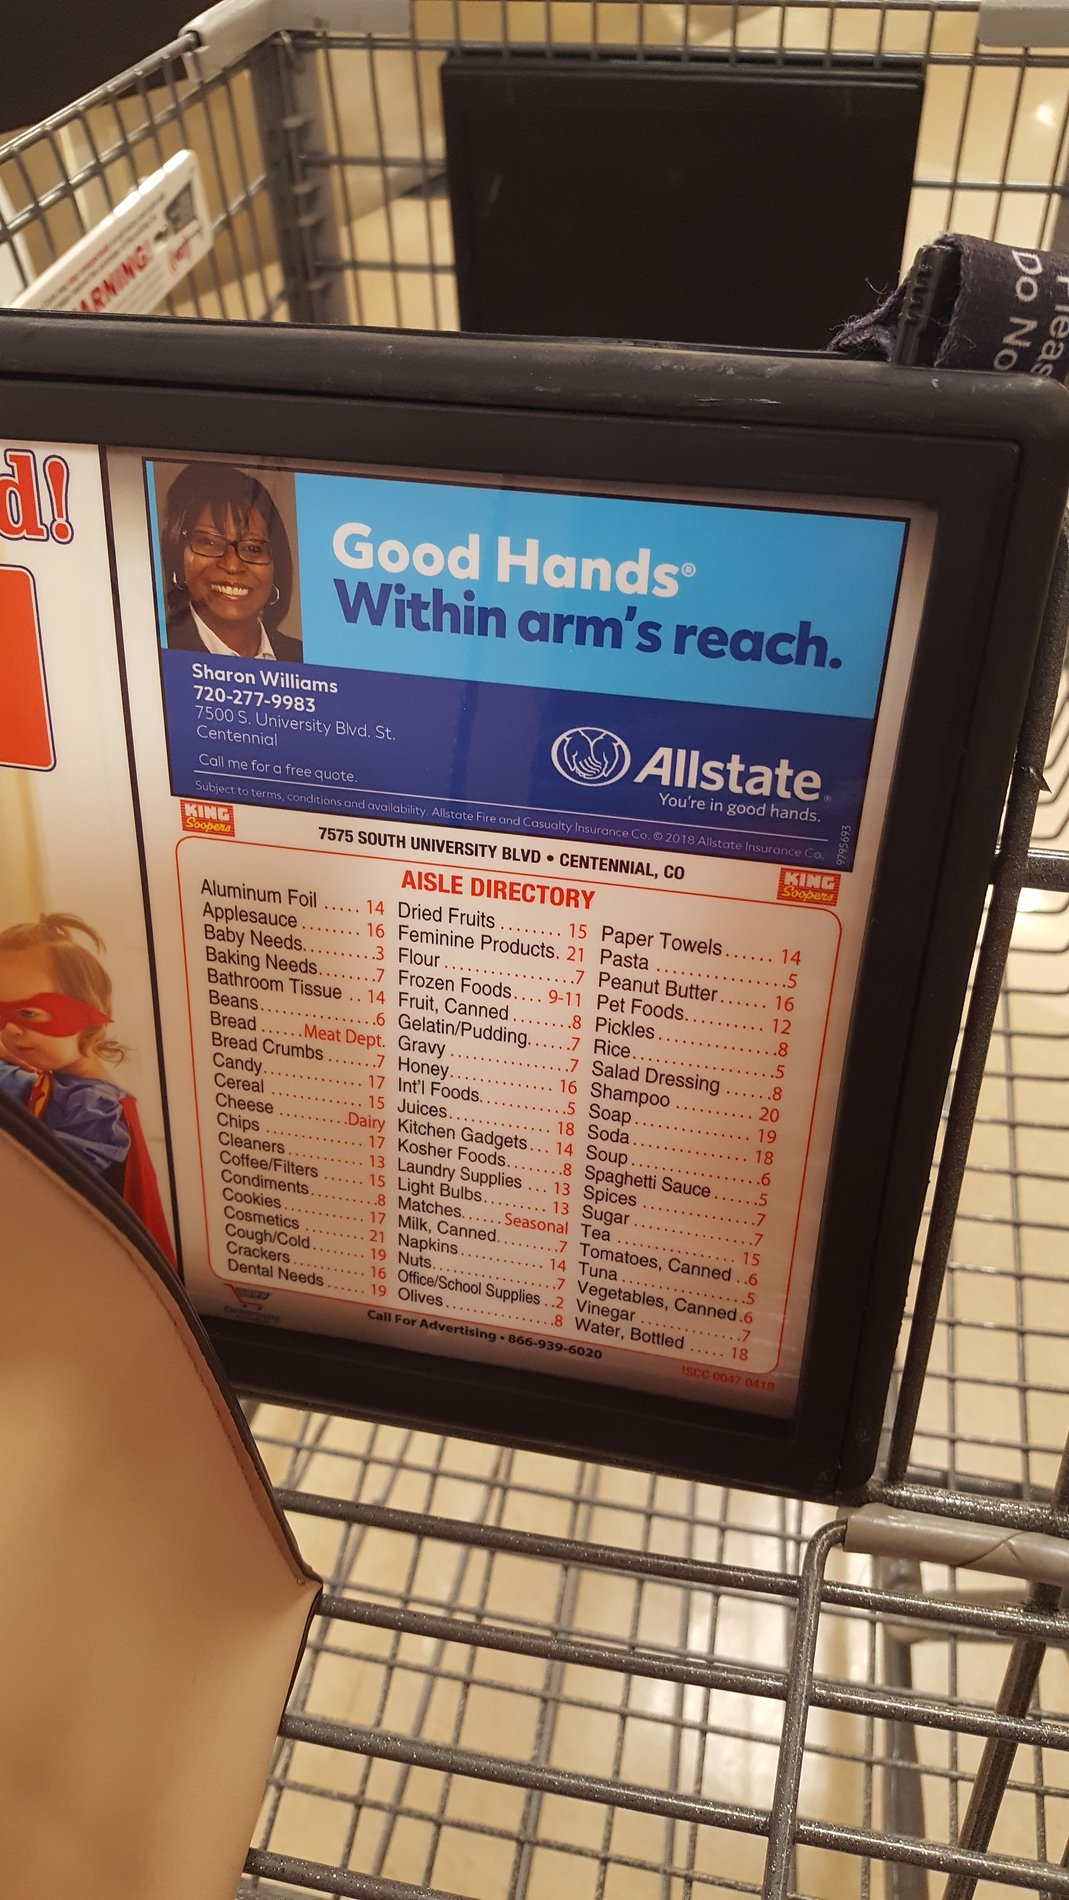 WARNING!
Do No
d!
Good Hands®
Within arm's reach.
Sharon Williams
720-277-9983
7500 S. University Blvd. St.
Centennial
Call me for a free quote.
Allstate®
You're in good hands.
Subject to terms, conditions and availability. Allstate Fire and Casualty Insurance Co. © 2018 Allstate Insurance Co.
9795693
KING
Soopers
7575 SOUTH UNIVERSITY BLVD • CENTENNIAL, CO
KING
Soopers
AISLE DIRECTORY
Aluminum Foil ..... 14
Applesauce ........ 16
Baby Needs.......... 3
Baking Needs....... 7
Bathroom Tissue .. 14
Beans................. 6
Bread ......Meat Dept.
Bread Crumbs ..... 7
Candy............... 17
Cereal .............. 15
Cheese ..........Dairy
Chips ............... 17
Cleaners........... 13
Coffee/Filters ..... 15
Condiments......... 8
Cookies ............ 17
Cosmetics ......... 21
Cough/Cold ....... 19
Crackers ........... 16
Dental Needs ..... 19
Dried Fruits......... 15
Feminine Products. 21
Flour ................. 7
Frozen Foods.... 9-11
Fruit, Canned ....... 8
Gelatin/Pudding..... 7
Gravy ................ 7
Honey............... 16
Int'l Foods........... 5
Juices............... 18
Kitchen Gadgets... 14
Kosher Foods........ 8
Laundry Supplies ... 13
Light Bulbs......... 13
Matches...... Seasonal
Milk, Canned........ 7
Napkins ............ 14
Nuts.................. 7
Office/School Supplies .. 2
Olives................ 8
Paper Towels...... 14
Pasta ................ 5
Peanut Butter...... 16
Pet Foods.......... 12
Pickles............... 8
Rice.................. 5
Salad Dressing ...... 8
Shampoo .......... 20
Soap ................ 19
Soda................ 18
Soup................. 6
Spaghetti Sauce ..... 5
Spices ............... 7
Sugar ................ 7
Tea ................. 15
Tomatoes, Canned .. 6
Tuna ................. 5
Vegetables, Canned . 6
Vinegar .............. 7
Water, Bottled ..... 18
Call For Advertising • 866-939-6020
ISCC 0047 0419